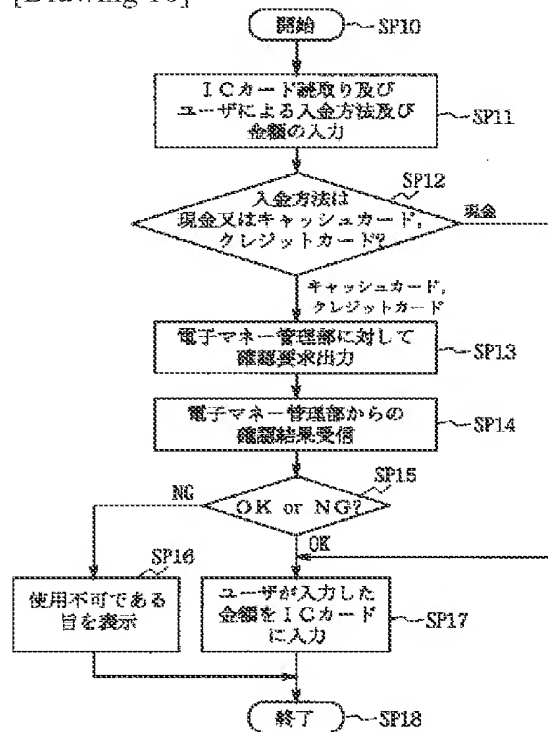 開始
SP10
ICカード読取り及び
ユーザによる入金方法及び
金額の入力
SP11
SP12
入金方法は
現金又はキャッシュカード,
クレジットカード?
現金
キャッシュカード,
クレジットカード
電子マネー管理部に対して
確認要求出力
SP13
電子マネー管理部からの
確認結果受信
SP14
SP15
NG
OK or NG?
OK
SP16
使用不可である
旨を表示
ユーザが入力した
金額をICカード
に入力
SP17
終了
SP18